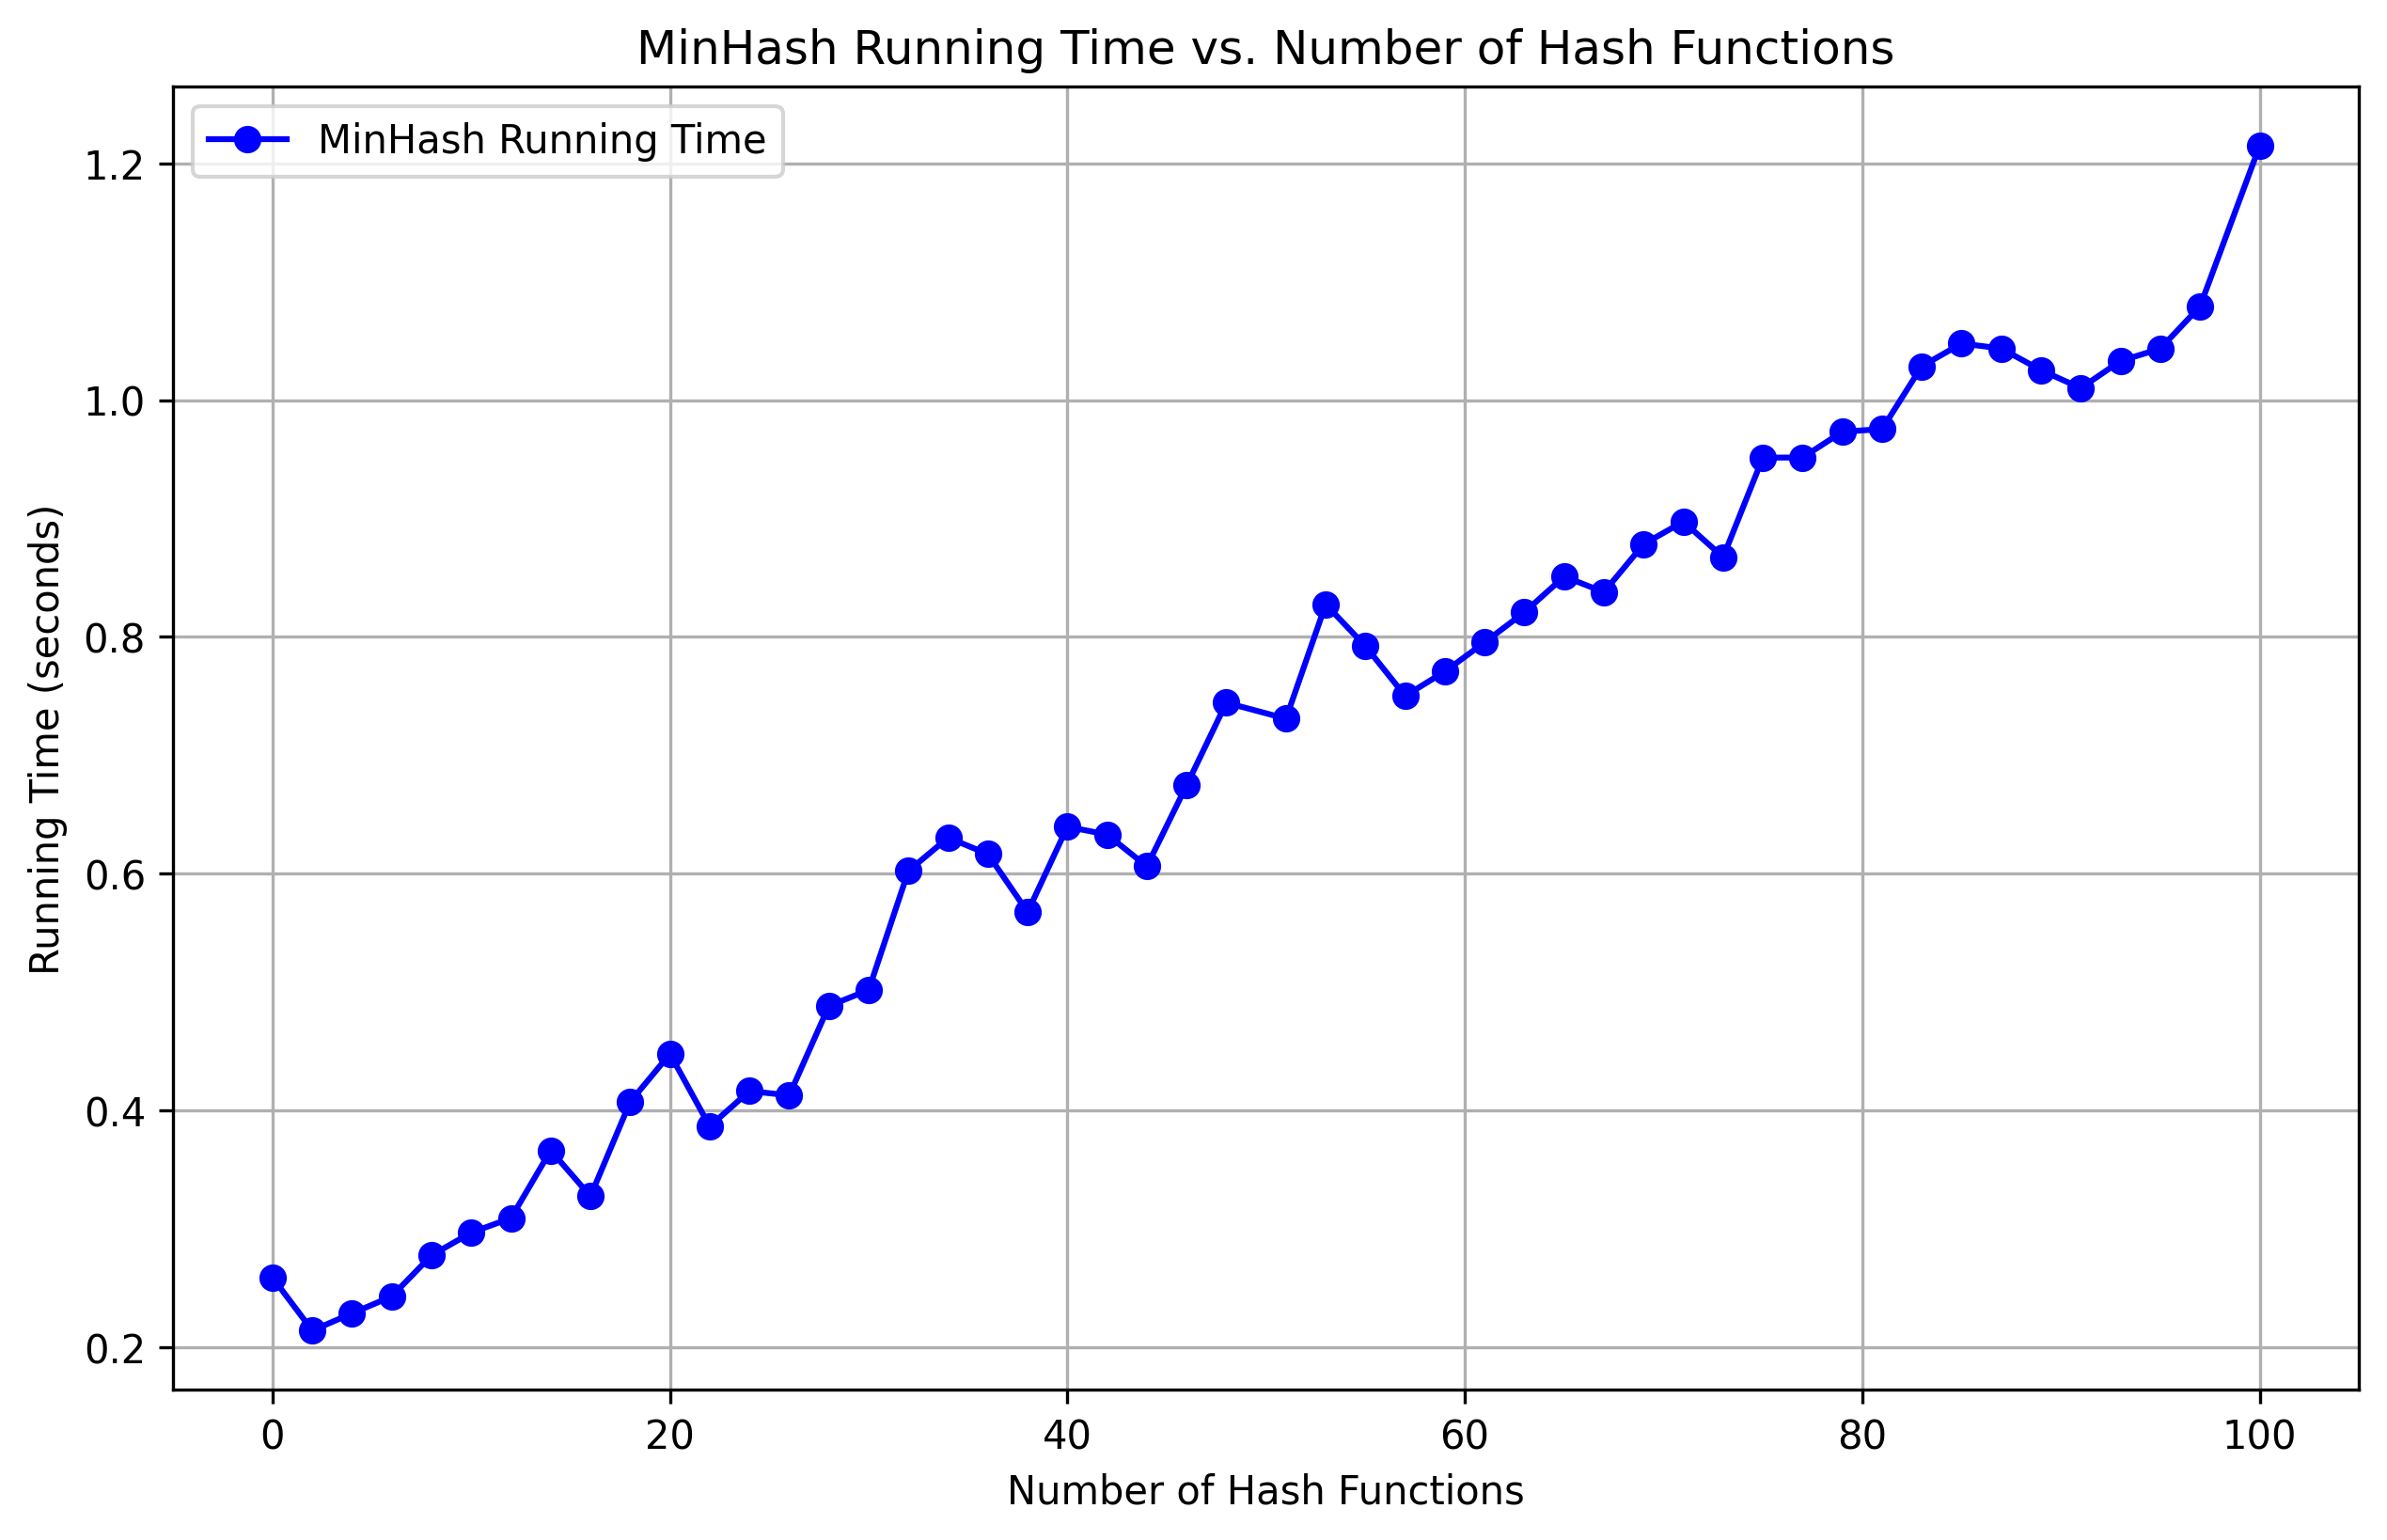 MinHash Running Time vs. Number of Hash Functions
MinHash Running Time
Running Time (seconds)
1.2
1.0
0.8
0.6
0.4
0.2
0 20 40 60 80 100
Number of Hash Functions